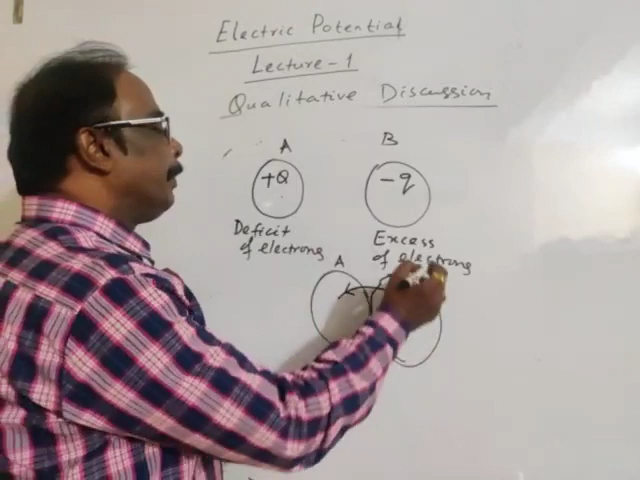 Electric Potential
Lecture-1
Qualitative Discussion
A
B
+Q
-q
Deficit
of electrons
Excess
of electrons
A